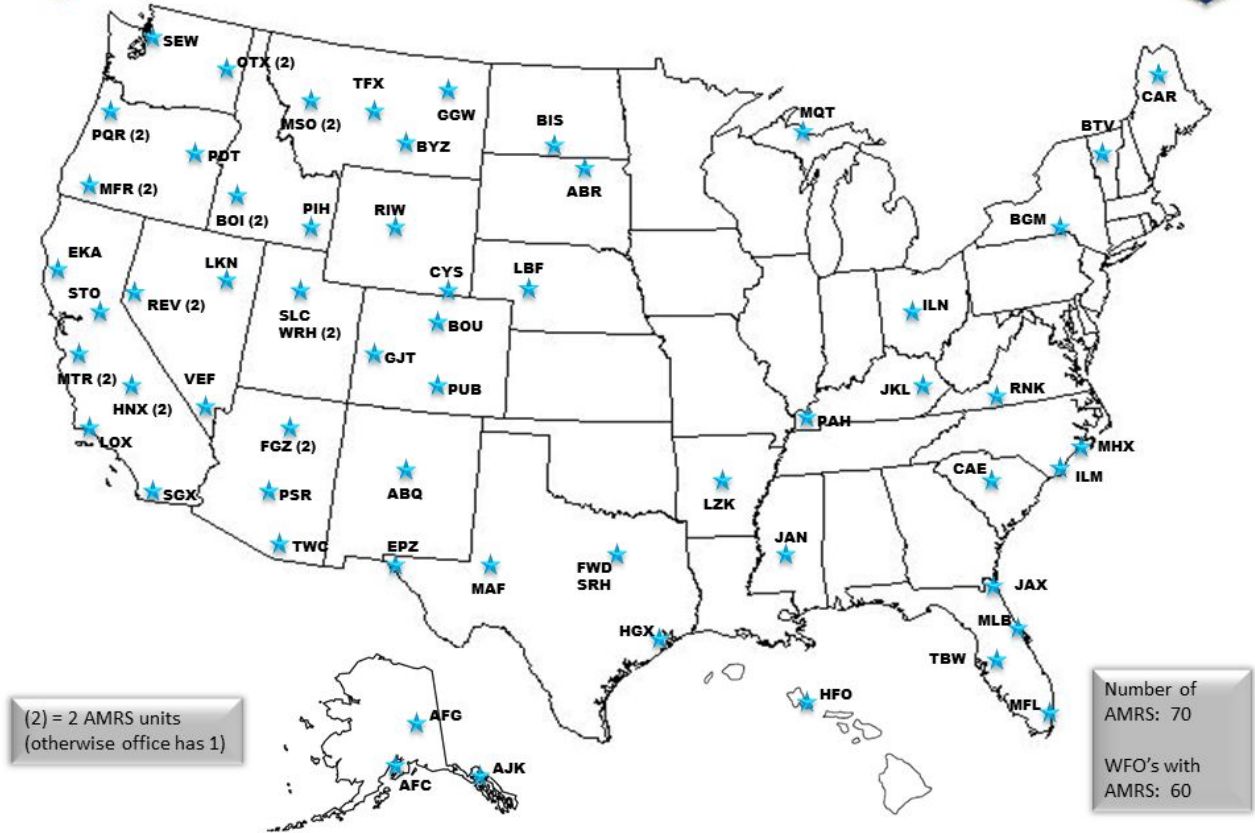 SEW
OTX (2)
MSO (2)
TFX
GGW
BYZ
PQR (2)
PDT
MFR (2)
BOI (2)
PIH
RIW
BIS
ABR
MQT
CAR
BTV
BGM
EKA
STO
REV (2)
LKN
SLC
WRH (2)
CYS
LBF
BOU
GJT
PUB
ILN
JKL
RNK
MTR (2)
HNX (2)
VEF
LOX
SGX
FGZ (2)
PSR
TWC
ABQ
EPZ
PAH
LZK
CAE
MHX
ILM
JAN
MAF
FWD
SRH
HGX
JAX
MLB
TBW
MFL
HFO
AFG
AFC
AJK
(2) = 2 AMRS units
(otherwise office has 1)
Number of
AMRS: 70
WFO's with
AMRS: 60